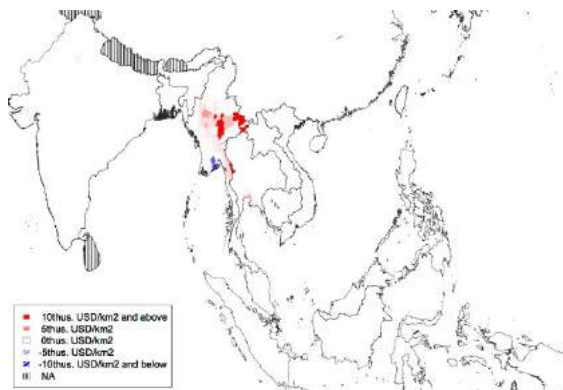 10thus. USD/km2 and above
5thus. USD/km2
0thus. USD/km2
-5thus. USD/km2
-10thus. USD/km2 and below
NA